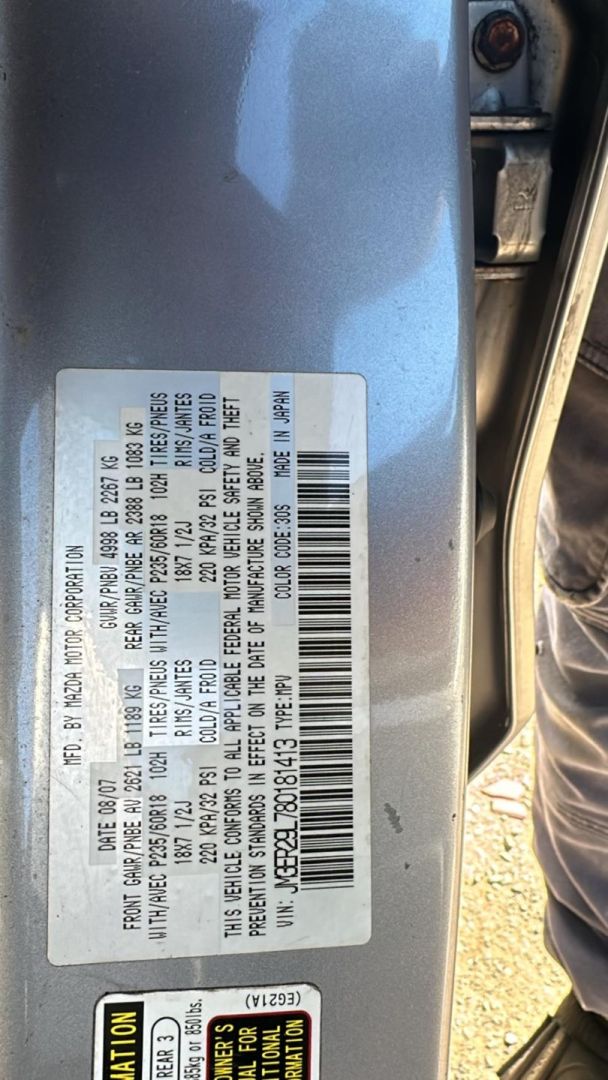 MFD. BY MAZDA MOTOR CORPORATION
DATE 08/07 GVWR/PNBV 4998 LB 2267 KG
FRONT GAWR/PNBE AV 2621 LB 1189 KG REAR GAWR/PNBE AR 2388 LB 1083 KG
WITH/AVEC P235/60R18 102H TIRES/PNEUS WITH/AVEC P235/60R18 102H TIRES/PNEUS
18X7 1/2J RIMS/JANTES 18X7 1/2J RIMS/JANTES
220 KPA/32 PSI COLD/A FROID 220 KPA/32 PSI COLD/A FROID
THIS VEHICLE CONFORMS TO ALL APPLICABLE FEDERAL MOTOR VEHICLE SAFETY AND THEFT
PREVENTION STANDARDS IN EFFECT ON THE DATE OF MANUFACTURE SHOWN ABOVE.
VIN: JM3ER29L780181413 TYPE:MPV COLOR CODE:30S MADE IN JAPAN
MATION
REAR 3
85kg or 850lbs.
OWNER'S
FOR
(EG21A)